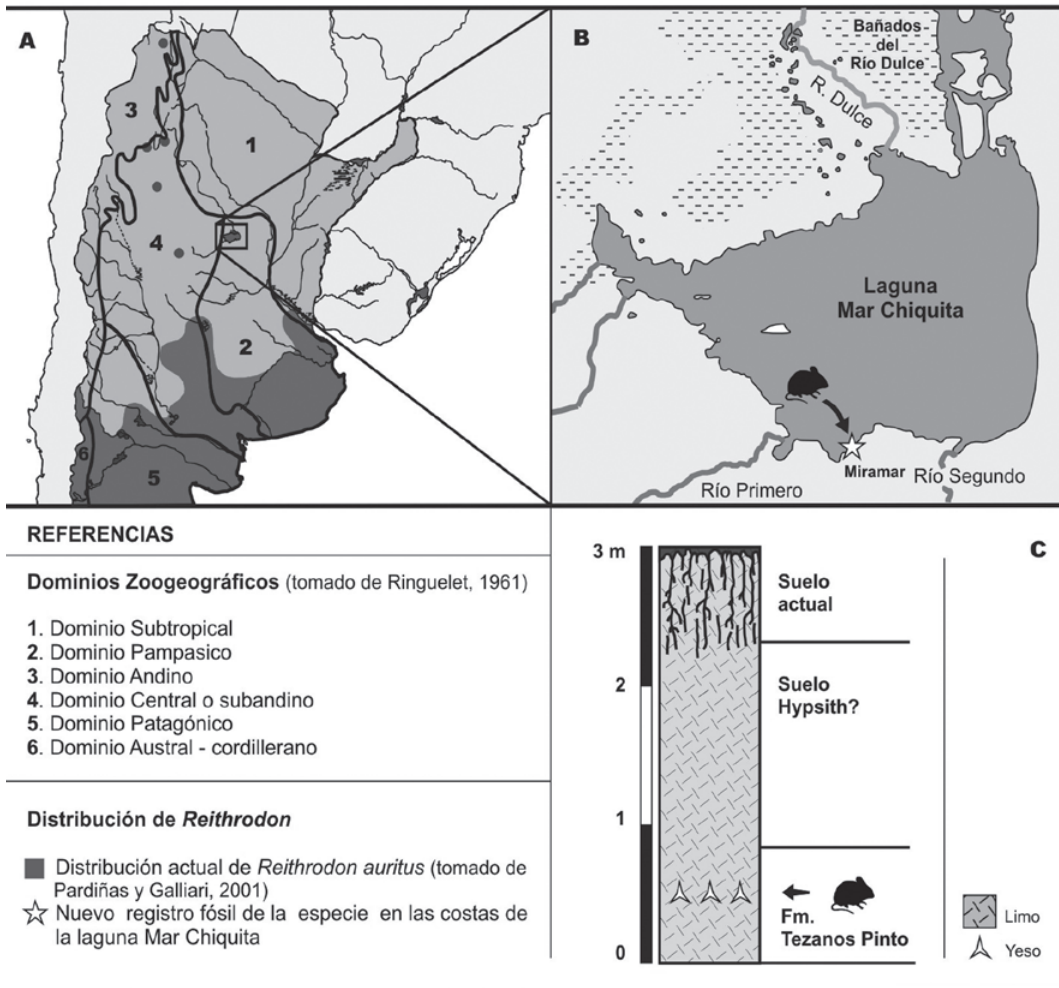 A
3
1
4
2
6
5
B
Bañados
del
Río Dulce
R. Dulce
Laguna
Mar Chiquita
Miramar
Río Segundo
Río Primero
REFERENCIAS
Dominios Zoogeográficos (tomado de Ringuelet, 1961)
1. Dominio Subtropical
2. Dominio Pampasico
3. Dominio Andino
4. Dominio Central o subandino
5. Dominio Patagónico
6. Dominio Austral - cordillerano
Distribución de Reithrodon
Distribución actual de Reithrodon auritus (tomado de
Pardiñas y Galliari, 2001)
Nuevo registro fósil de la especie en las costas de
la laguna Mar Chiquita
C
3 m
2
1
0
Suelo
actual
Suelo
Hypsith?
Fm.
Tezanos Pinto
Limo
Yeso